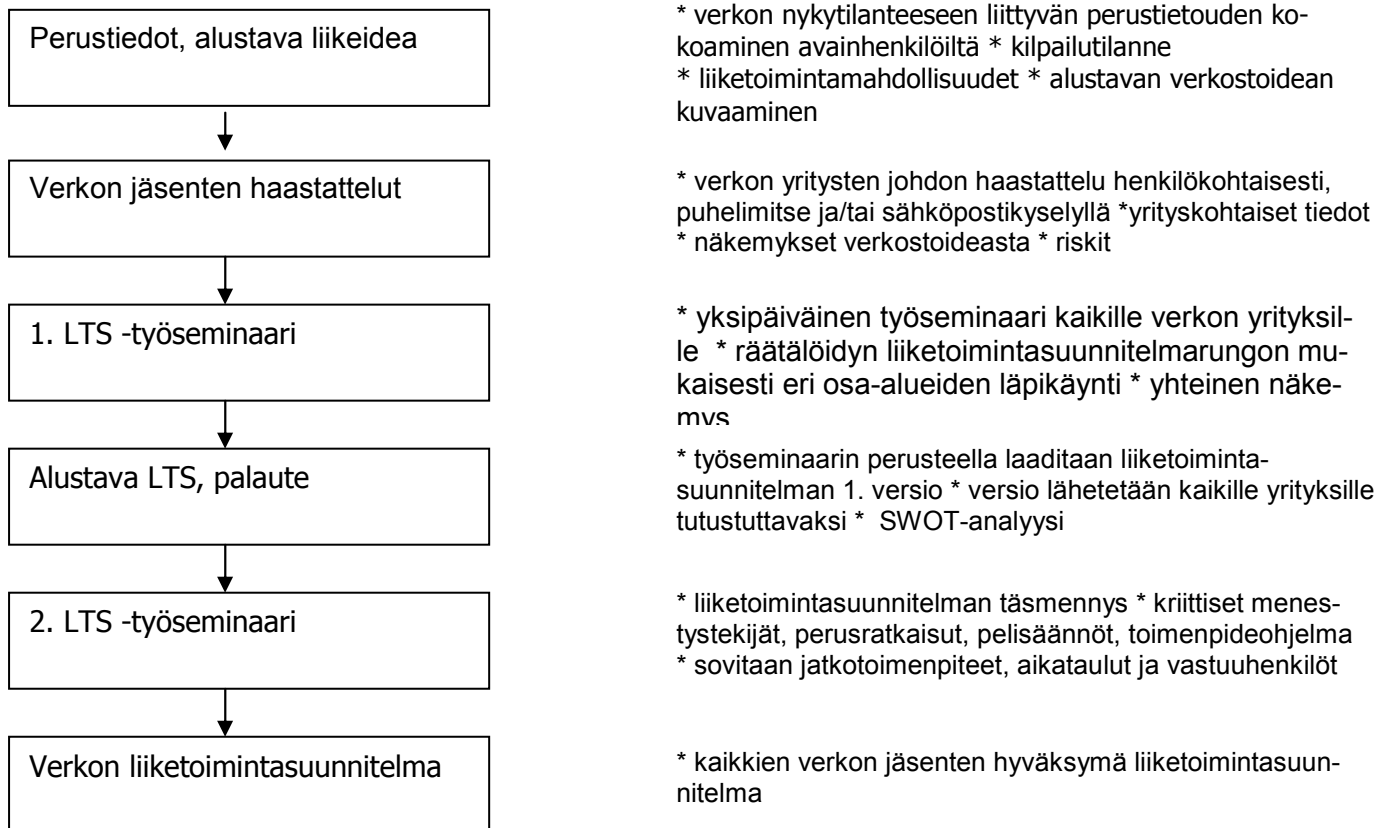 Perustiedot, alustava liikeidea
* verkon nykytilanteeseen liittyvän perustietouden ko-
koaminen avainhenkilöiltä * kilpailutilanne
* liiketoimintamahdollisuudet * alustavan verkostoidean
kuvaaminen
Verkon jäsenten haastattelut
* verkon yritysten johdon haastattelu henkilökohtaisesti,
puhelimitse ja/tai sähköpostikyselyllä *yrityskohtaiset tiedot
* näkemykset verkostoideasta * riskit
1. LTS -työseminaari
* yksipäiväinen työseminaari kaikille verkon yrityksil-
le  * räätälöidyn liiketoimintasuunnitelmarungon mu-
kaisesti eri osa-alueiden läpikäynti * yhteinen näke-
mys
Alustava LTS, palaute
* työseminaarin perusteella laaditaan liiketoiminta-
suunnitelman 1. versio * versio lähetetään kaikille yrityksille
tutustuttavaksi *  SWOT-analyysi
2. LTS -työseminaari
* liiketoimintasuunnitelman täsmennys * kriittiset menes-
tystekijät, perusratkaisut, pelisäännöt, toimenpideohjelma
* sovitaan jatkotoimenpiteet, aikataulut ja vastuuhenkilöt
Verkon liiketoimintasuunnitelma
* kaikkien verkon jäsenten hyväksymä liiketoimintasuun-
nitelma